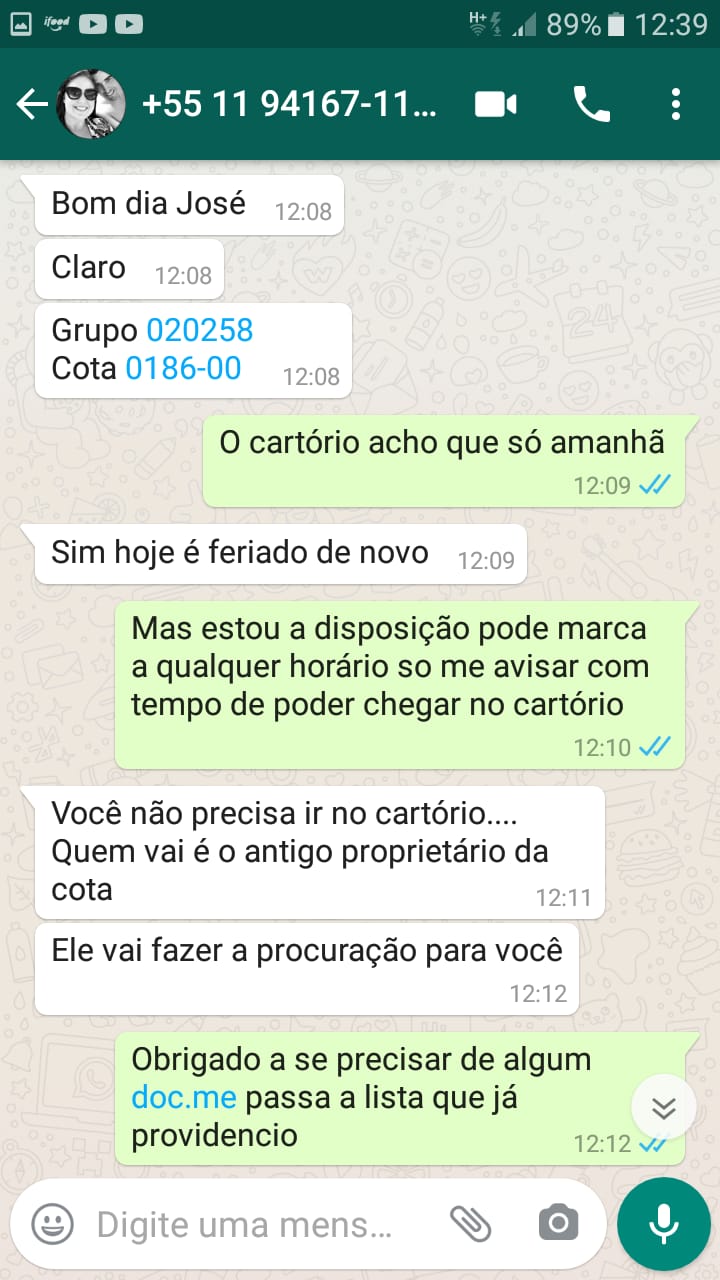 ifood
H+
89%
12:39
+55 11 94167-11...
Bom dia José
12:08
Claro
12:08
Grupo 020258
Cota 0186-00
12:08
O cartório acho que só amanhã
12:09
Sim hoje é feriado de novo
12:09
Mas estou a disposição pode marca
a qualquer horário so me avisar com
tempo de poder chegar no cartório
12:10
Você não precisa ir no cartório....
Quem vai é o antigo proprietário da
cota
12:11
Ele vai fazer a procuração para você
12:12
Obrigado a se precisar de algum
doc.me passa a lista que já
providencio
12:12
Digite uma mens...